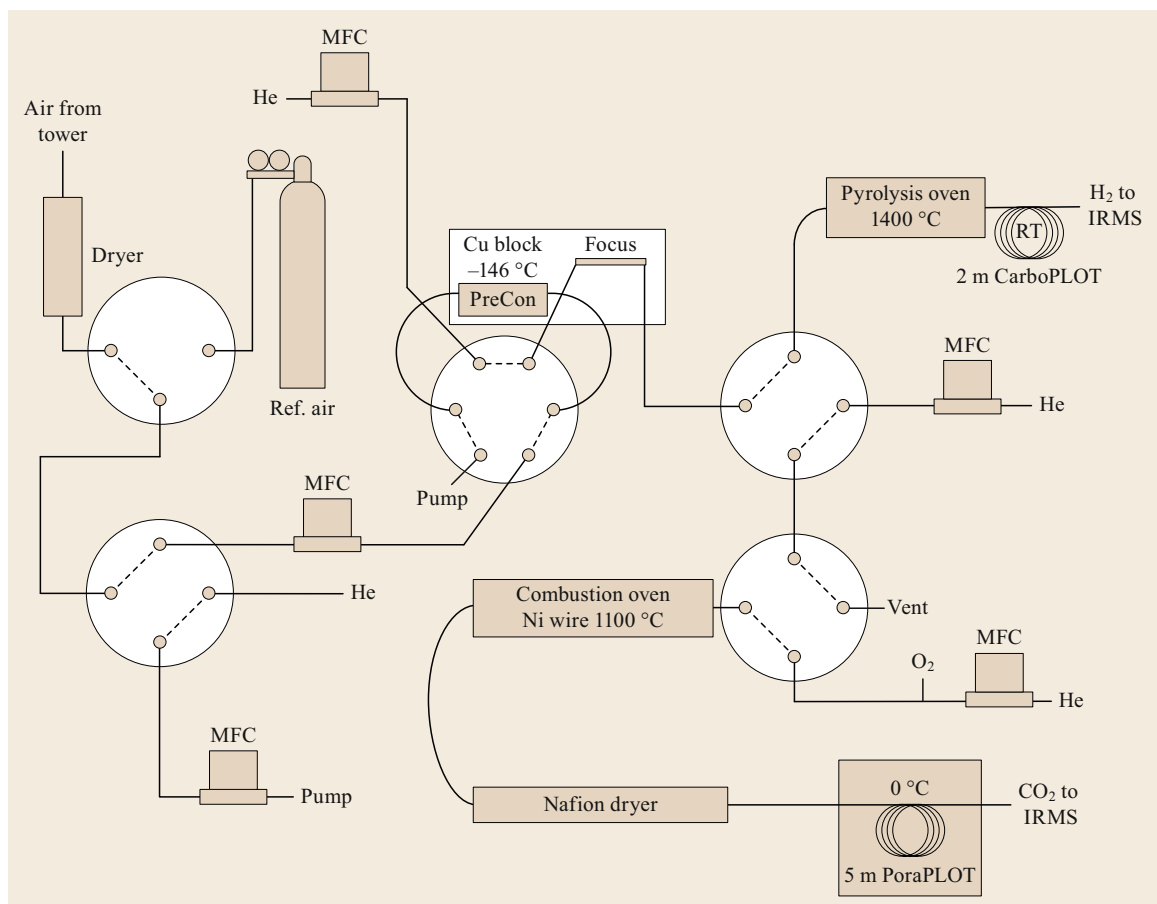 MFC
He
Air from
tower
Dryer
Ref. air
Cu block
–146 °C
Focus
PreCon
Pump
Pyrolysis oven
1400 °C
H₂ to
IRMS
RT
2 m CarboPLOT
MFC
He
MFC
He
Combustion oven
Ni wire 1100 °C
Vent
O₂
MFC
He
MFC
Pump
Nafion dryer
0 °C
CO₂ to
IRMS
5 m PoraPLOT